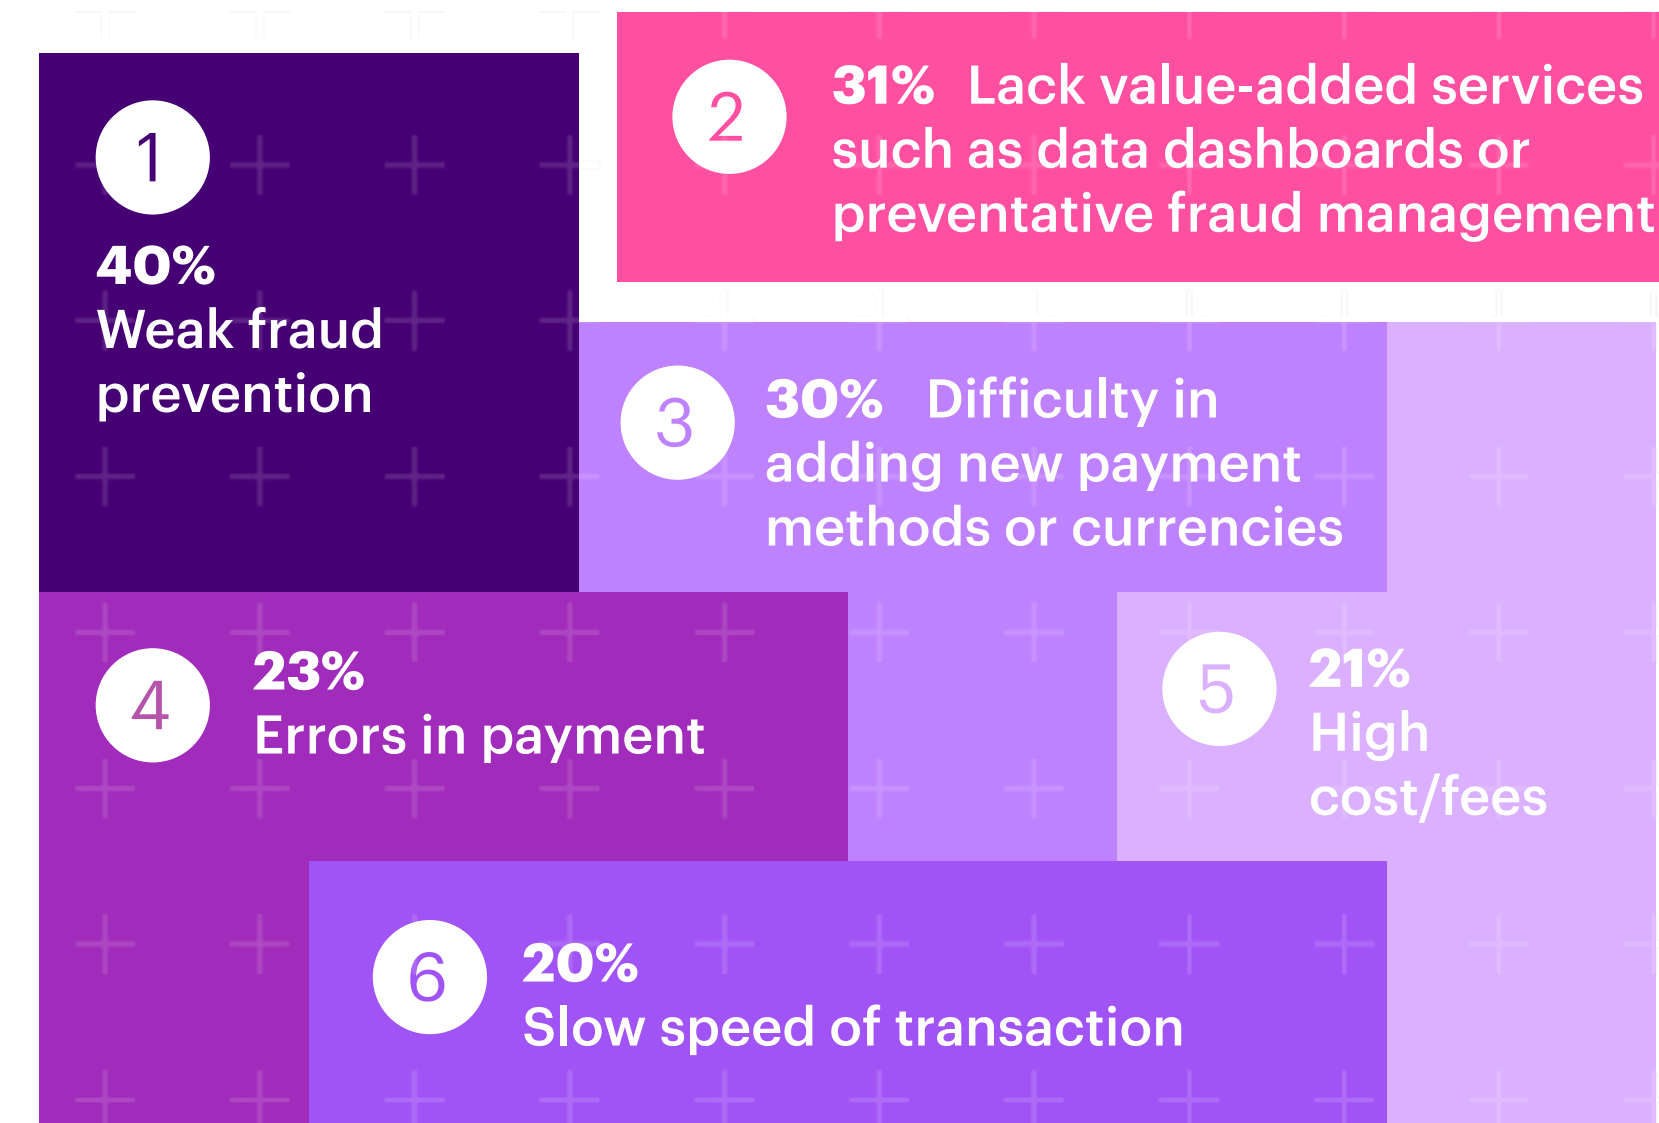 1
40%
Weak fraud
prevention
2
31% Lack value-added services
such as data dashboards or
preventative fraud management
3
30% Difficulty in
adding new payment
methods or currencies
4
23%
Errors in payment
5
21%
High
cost/fees
6
20%
Slow speed of transaction